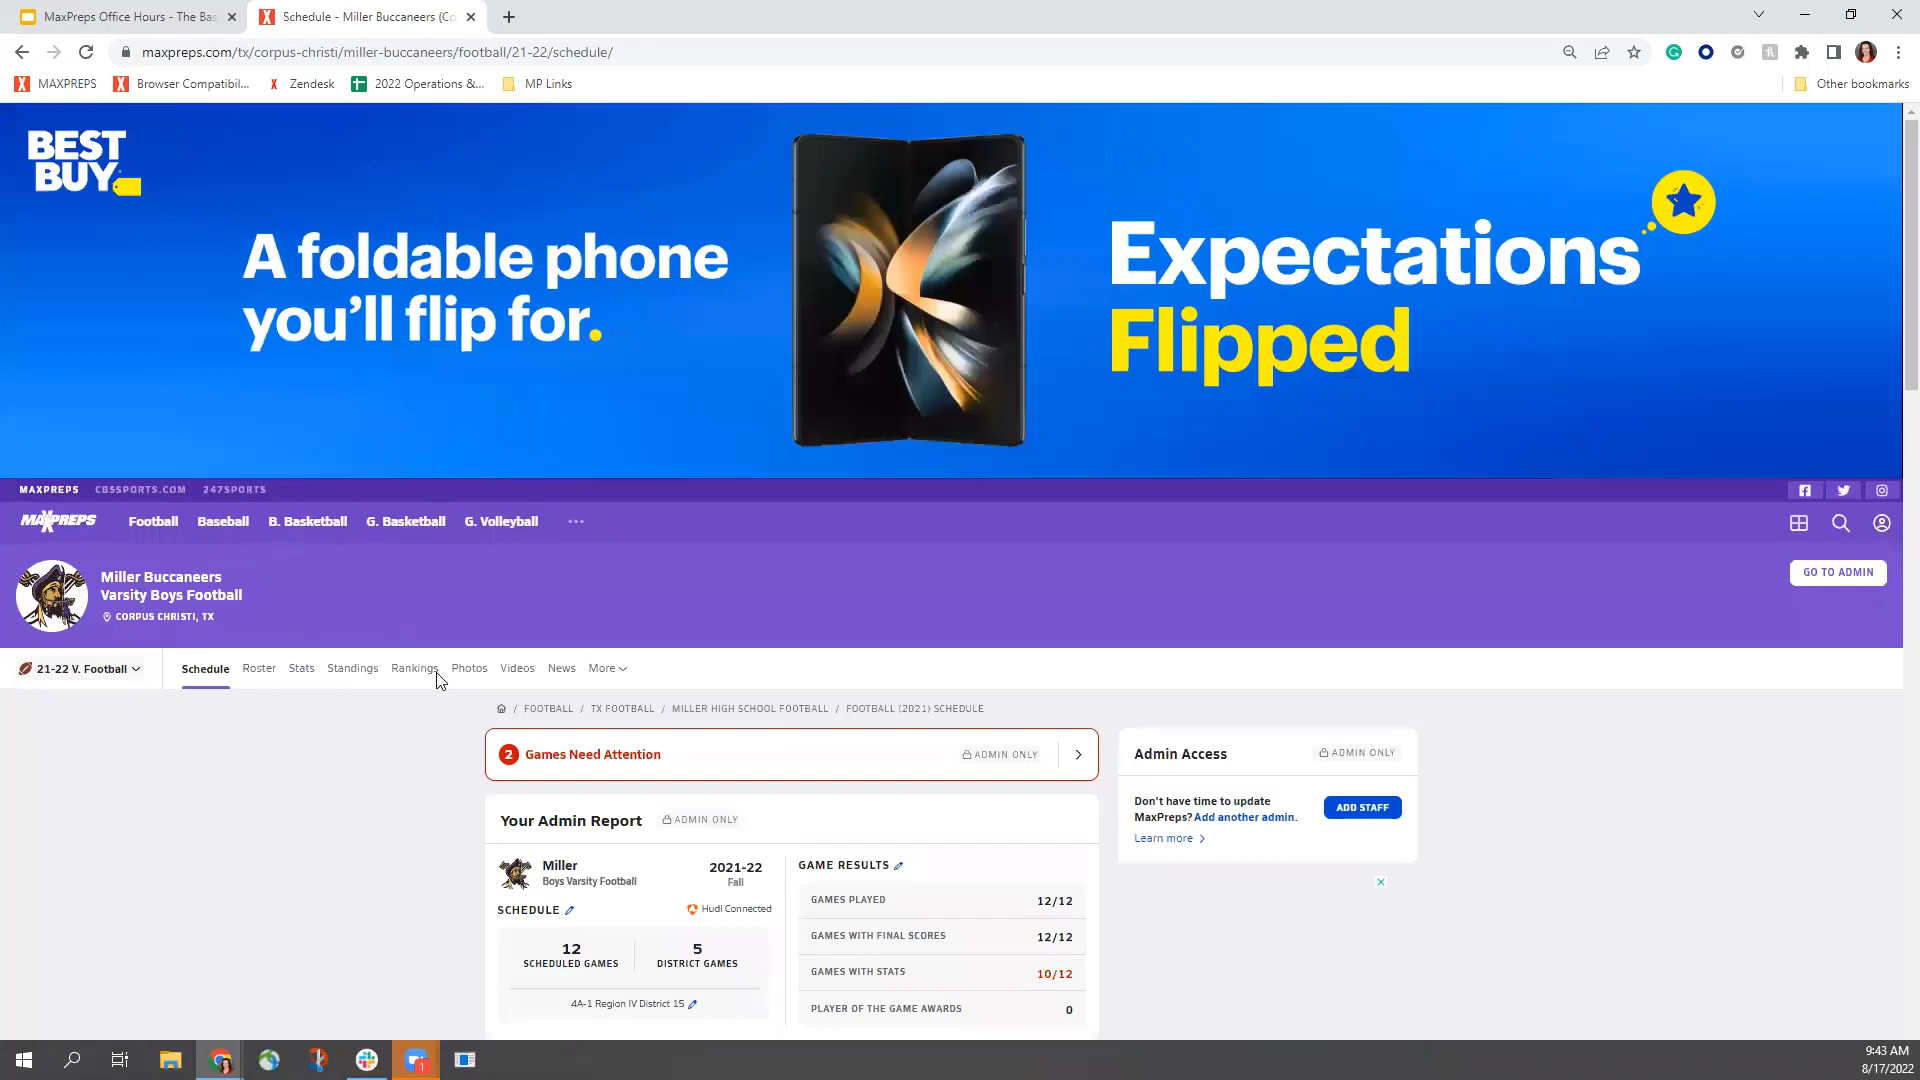 MaxPreps Office Hours - The Bas
Schedule - Miller Buccaneers (Co
maxpreps.com/tx/corpus-christi/miller-buccaneers/football/21-22/schedule/
MAXPREPS
Browser Compatibil...
Zendesk
2022 Operations &...
MP Links
Other bookmarks
BEST
BUY
A foldable phone
you'll flip for.
Expectations
Flipped
MAXPREPS
CBSSPORTS.COM
247SPORTS
MAXPREPS
Football
Baseball
B. Basketball
G. Basketball
G. Volleyball
Miller Buccaneers
Varsity Boys Football
CORPUS CHRISTI, TX
GO TO ADMIN
21-22 V. Football
Schedule
Roster
Stats
Standings
Rankings
Photos
Videos
News
More
/ FOOTBALL / TX FOOTBALL / MILLER HIGH SCHOOL FOOTBALL / FOOTBALL (2021) SCHEDULE
2 Games Need Attention
ADMIN ONLY
Admin Access
ADMIN ONLY
Don't have time to update
MaxPreps? Add another admin.
ADD STAFF
Learn more
Your Admin Report
ADMIN ONLY
Miller
Boys Varsity Football
2021-22
Fall
SCHEDULE
Hudl Connected
12
SCHEDULED GAMES
5
DISTRICT GAMES
4A-1 Region IV District 15
GAME RESULTS
GAMES PLAYED 12/12
GAMES WITH FINAL SCORES 12/12
GAMES WITH STATS 10/12
PLAYER OF THE GAME AWARDS 0
1
9:43 AM
8/17/2022